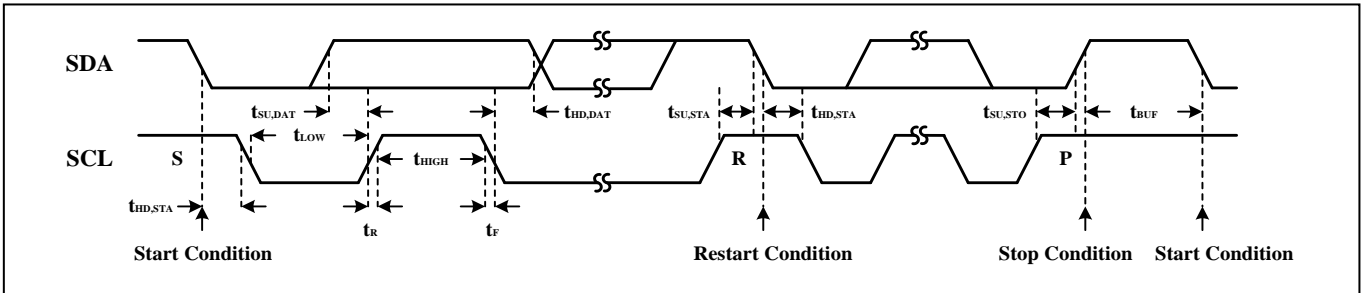 SDA
tSU,DAT tHD,DAT tSU,STA tHD,STA tSU,STO tBUF
tLOW
SCL S tHIGH R P
tHD,STA
tR tF
Start Condition Restart Condition Stop Condition Start Condition